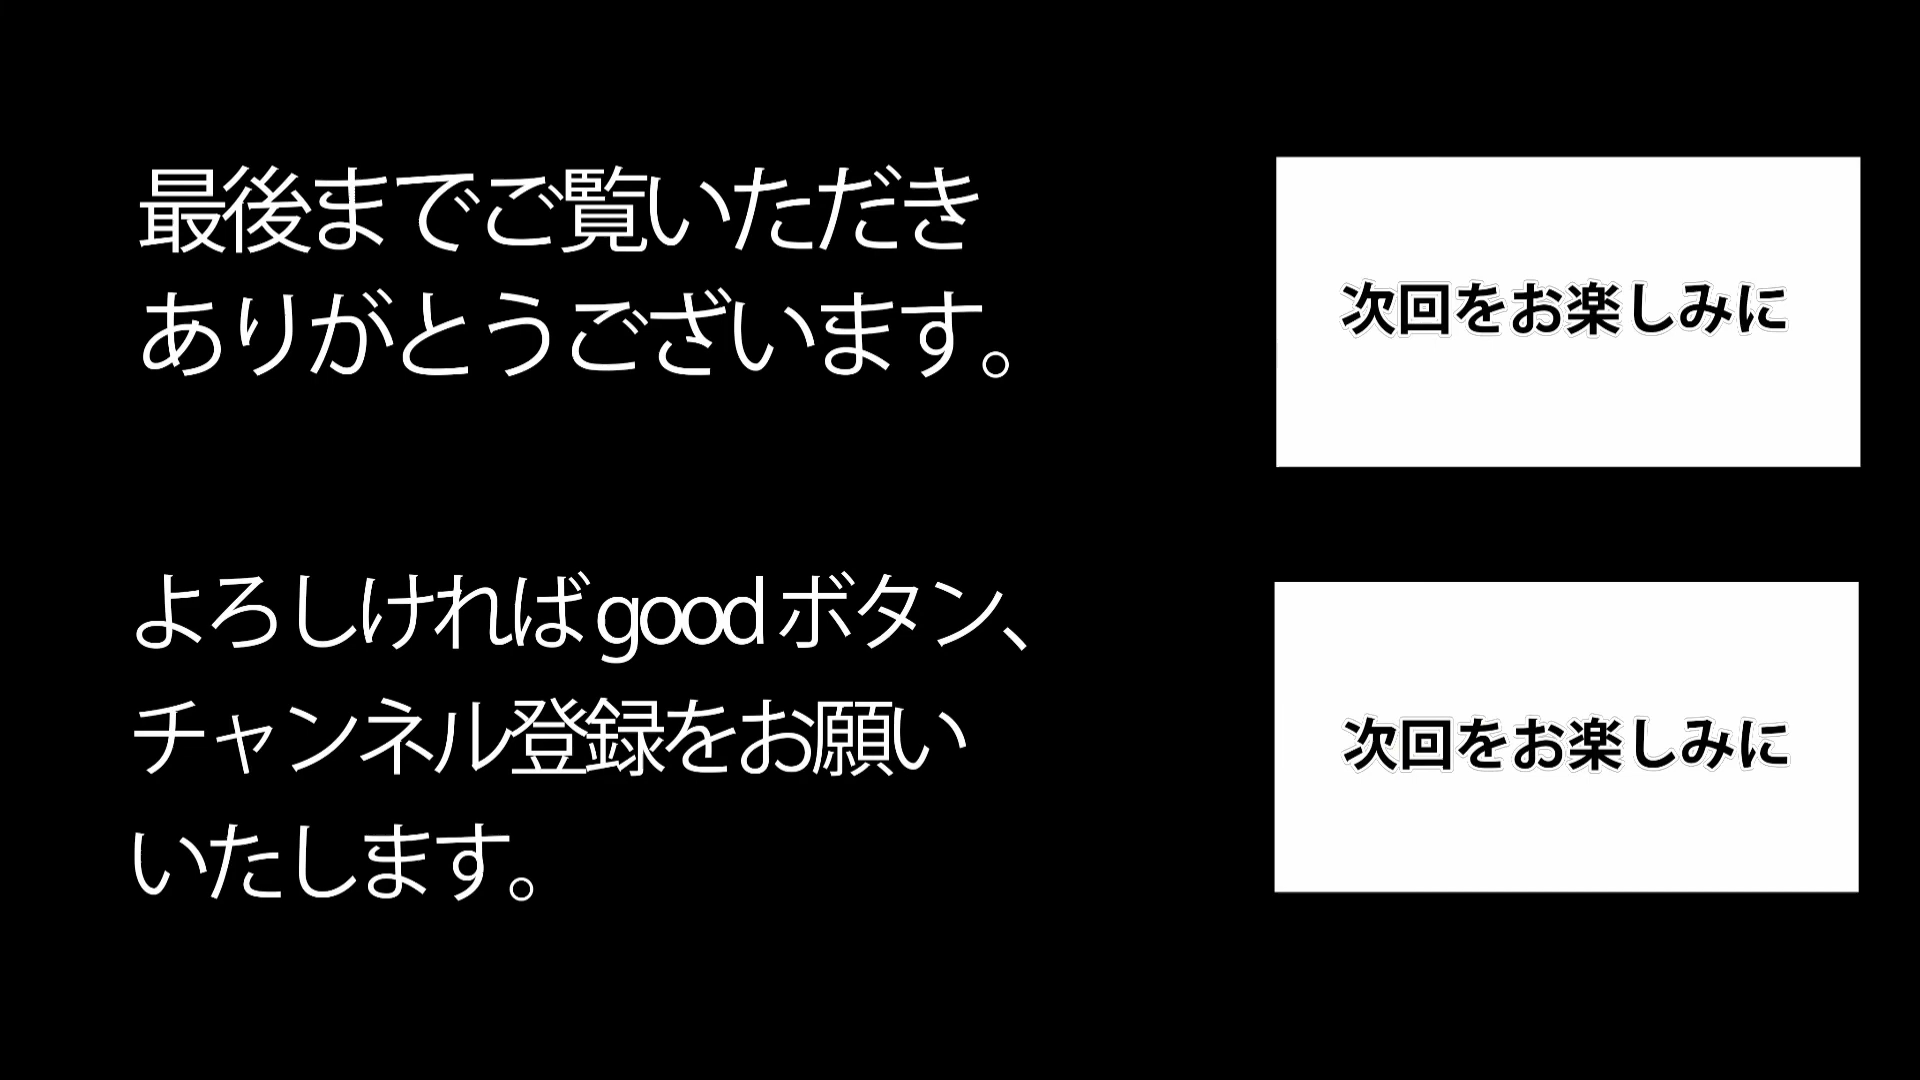 最後までご覧いただき
ありがとうございます。
よろしければgoodボタン、
チャンネル登録をお願い
いたします。
次回をお楽しみに
次回をお楽しみに